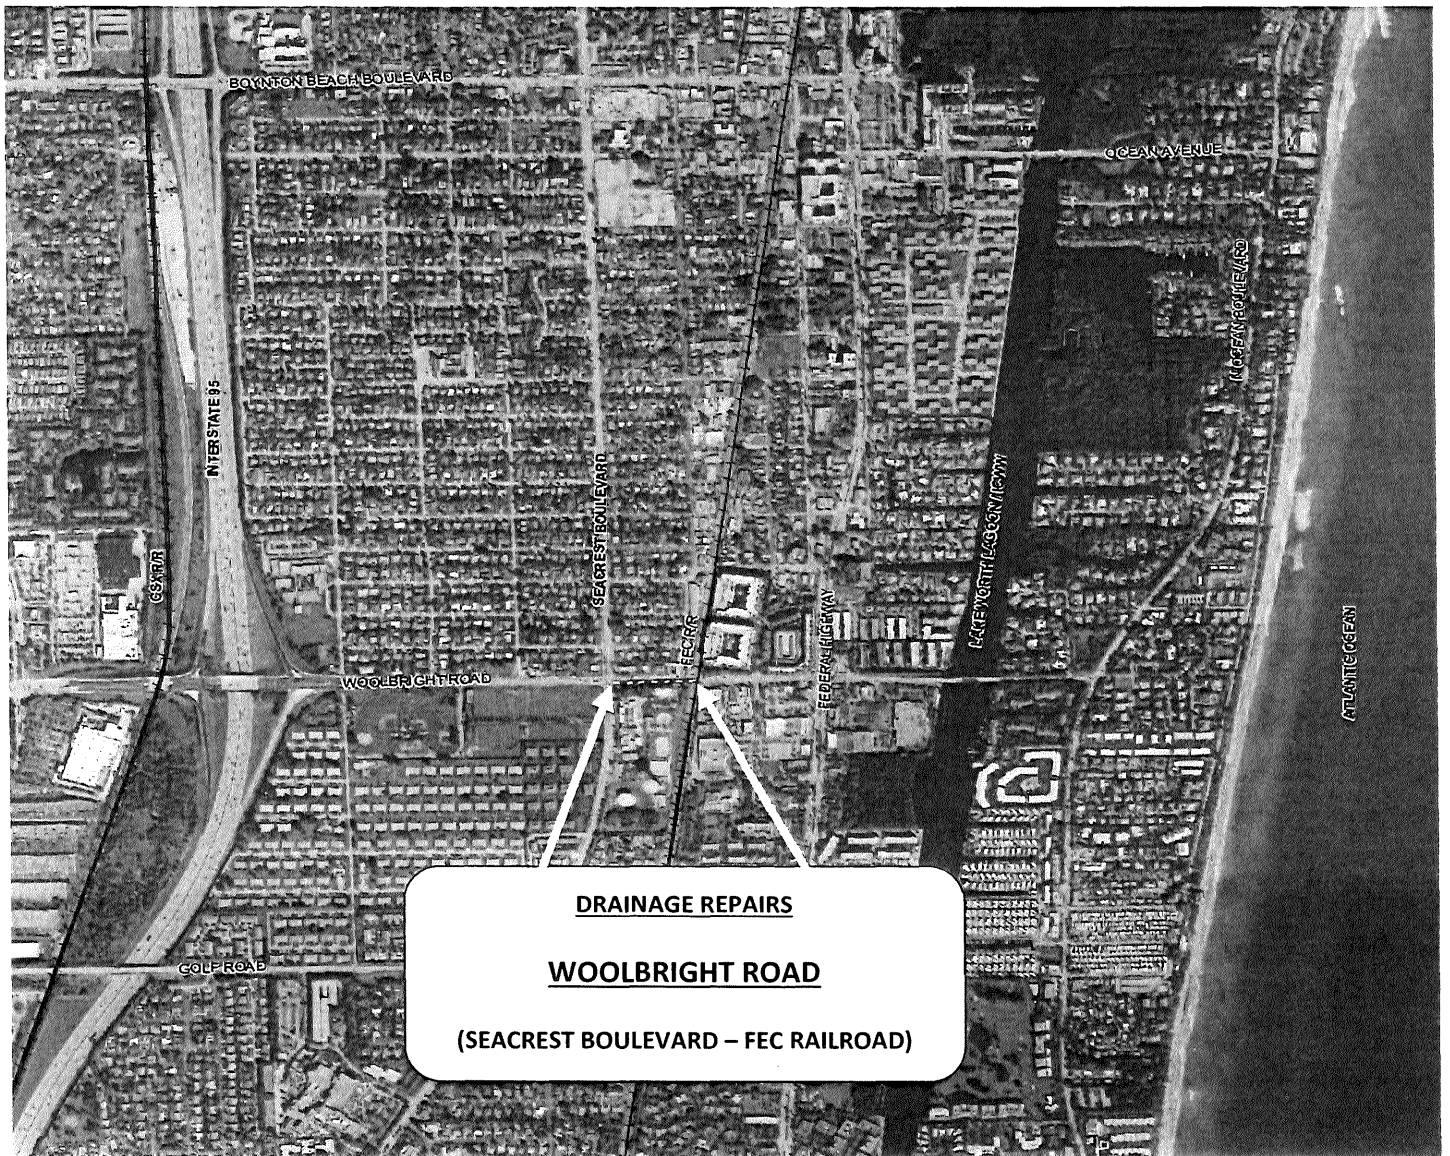 BOYNTON BEACH BOULEVARD
OCEAN AVENUE
N OCEAN BOULEVARD
INTERSTATE 95
SEACREST BOULEVARD
LAKE WORTH LAGOON / ICWW
CSX R/R
FEC R/R
FEDERAL HIGHWAY
ATLANTIC OCEAN
WOOLBRIGHT ROAD
GOLF ROAD
DRAINAGE REPAIRS
WOOLBRIGHT ROAD
(SEACREST BOULEVARD – FEC RAILROAD)